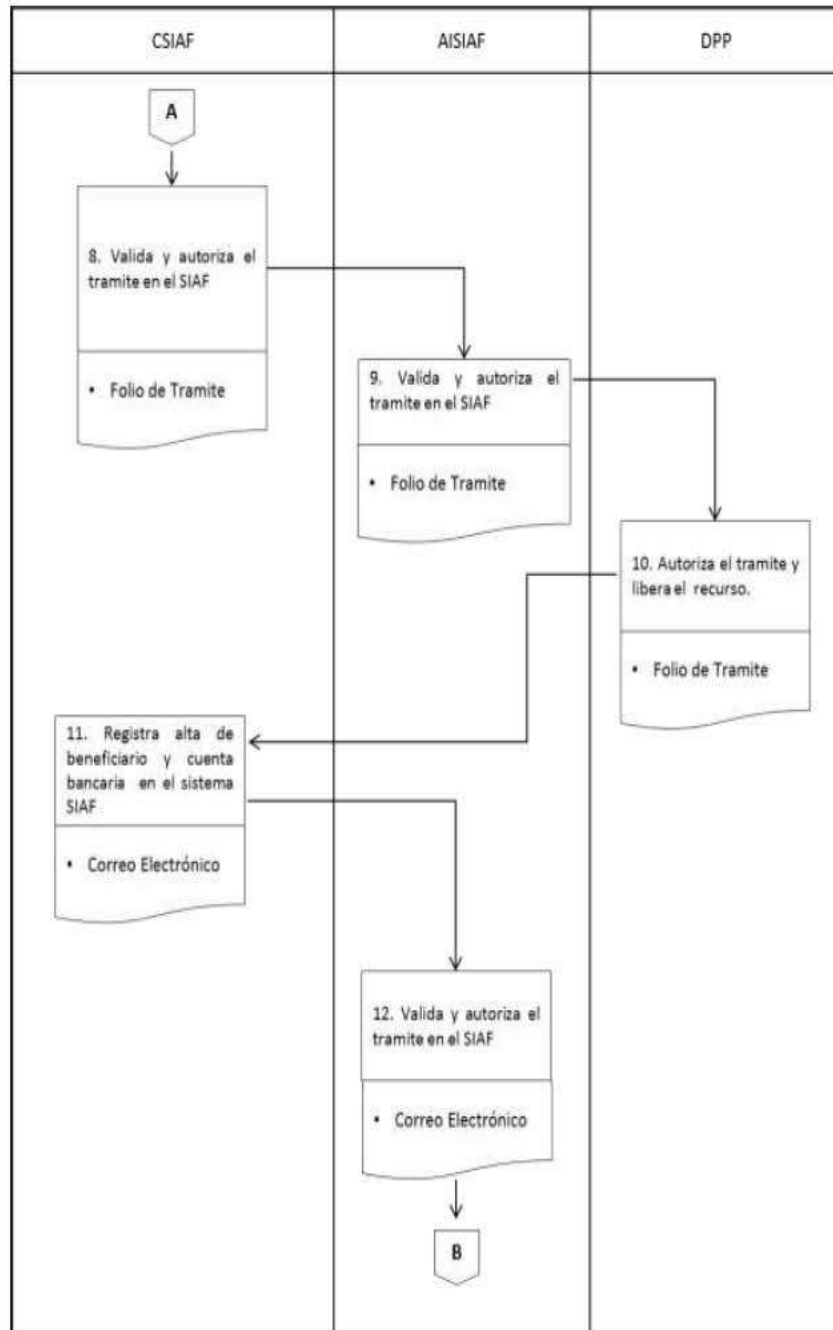 CSIAF
AISIAF
DPP
A
8. Valida y autoriza el
tramite en el SIAF
• Folio de Tramite
9. Valida y autoriza el
tramite en el SIAF
• Folio de Tramite
10. Autoriza el tramite y
libera el recurso.
• Folio de Tramite
11. Registra alta de
beneficiario y cuenta
bancaria en el sistema
SIAF
• Correo Electrónico
12. Valida y autoriza el
tramite en el SIAF
• Correo Electrónico
B